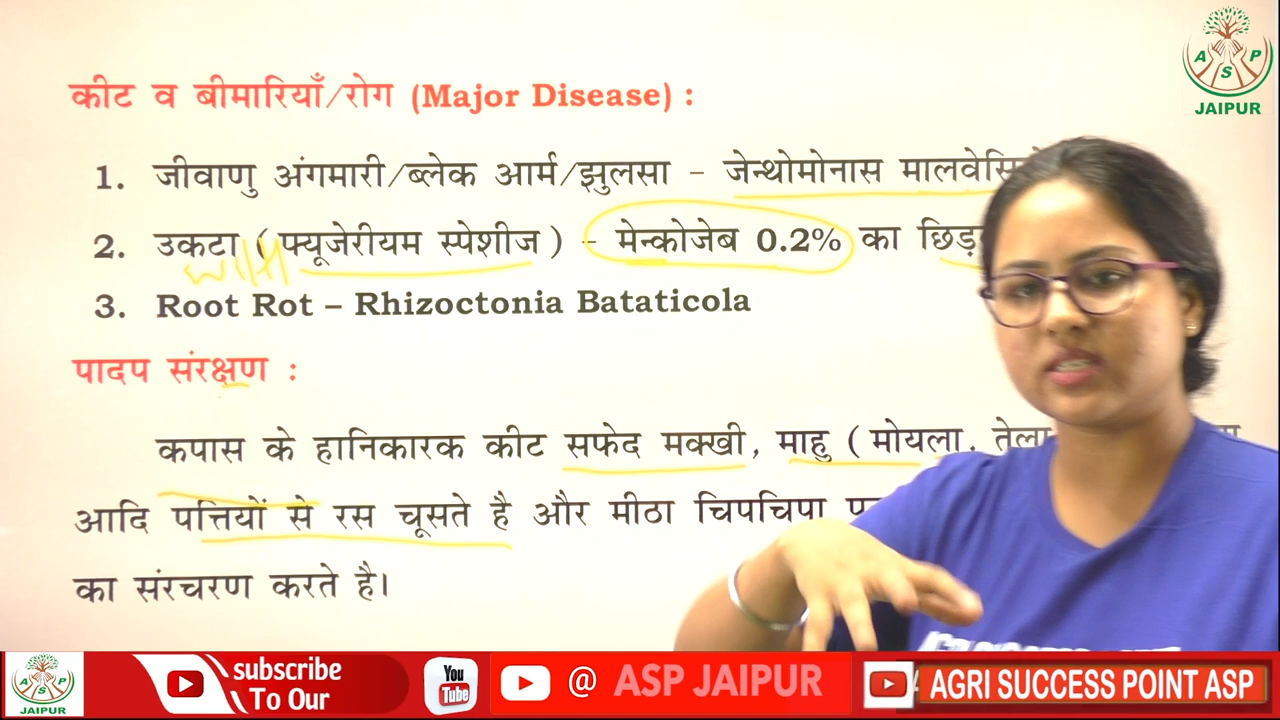 कीट व बीमारियाँ/रोग (Major Disease) :
1. जीवाणु अंगमारी/ब्लेक आर्म/झुलसा - जेन्थोमोनास
2. उकटा ( फ्यूजेरीयम स्पेशीज ) - मेन्कोजेब 0.2% का
wilt
3. Root Rot – Rhizoctonia Bataticola
पादप संरक्षण :
कपास के हानिकारक कीट सफेद मक्खी, माहु ( मोयला,
आदि पत्तियों से रस चूसते है और मीठा चिपचिपा
का संरचरण करते है।
A S P
JAIPUR
A S P
JAIPUR
subscribe
To Our
You
Tube
@ ASP JAIPUR
AGRI SUCCESS POINT ASP